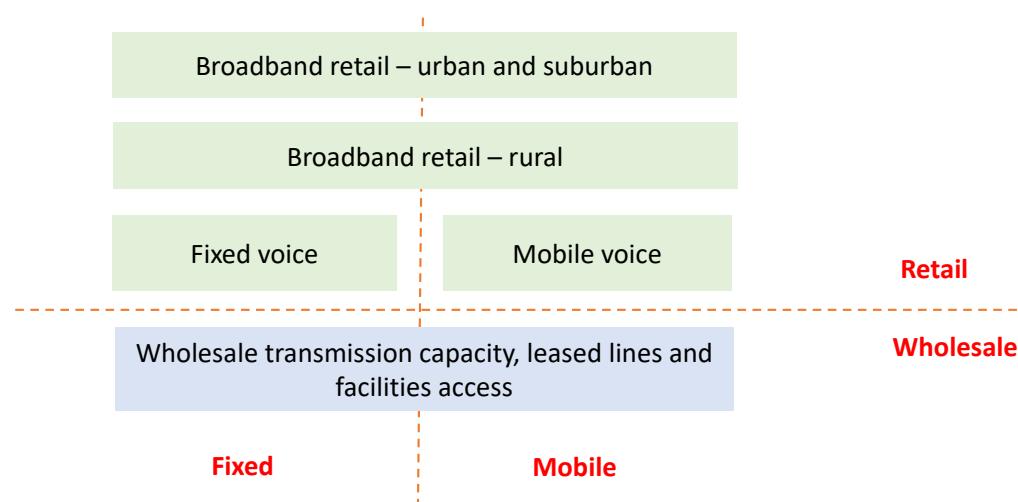 Broadband retail – urban and suburban
Broadband retail – rural
Fixed voice
Mobile voice
Retail
Wholesale
Wholesale transmission capacity, leased lines and
facilities access
Fixed
Mobile